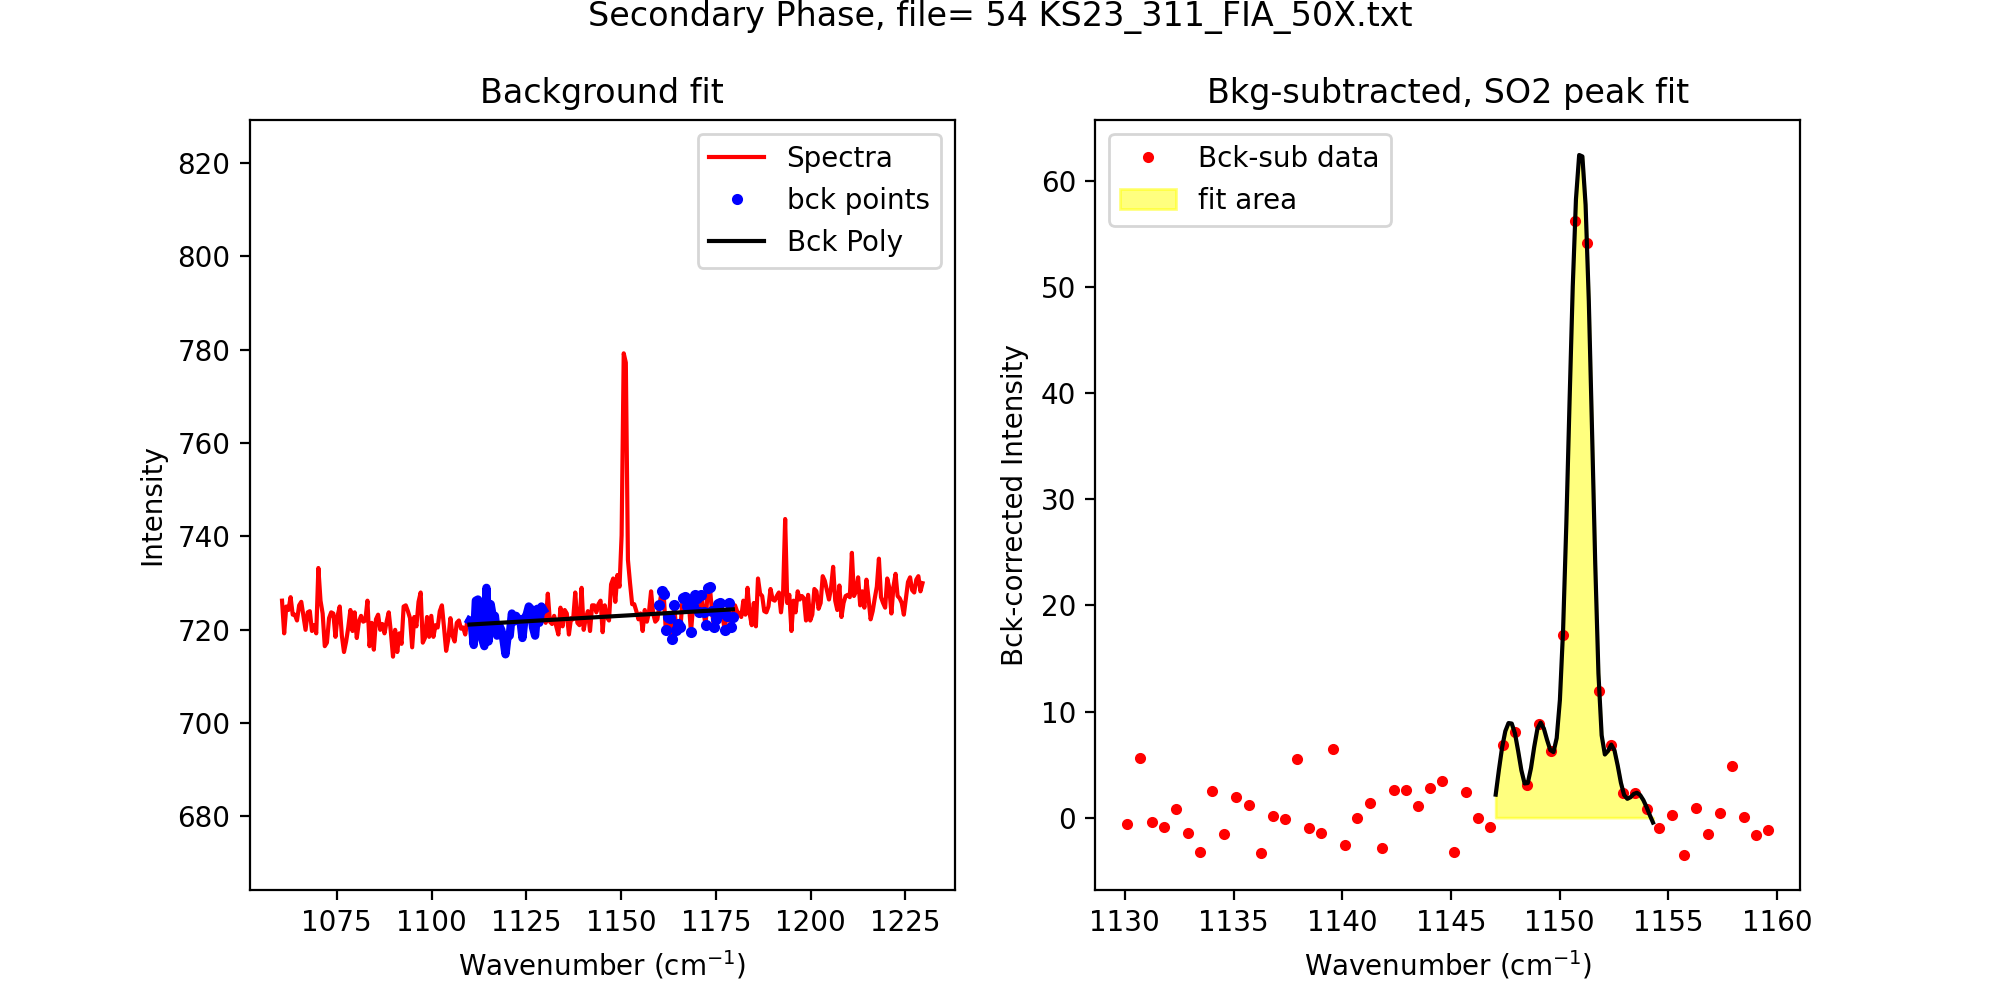 Secondary Phase, file= 54 KS23_311_FIA_50X.txt
Background fit
Spectra
bck points
Bck Poly
820
800
780
760
740
720
700
680
Intensity
1075 1100 1125 1150 1175 1200 1225
Wavenumber (cm⁻¹)
Bkg-subtracted, SO2 peak fit
Bck-sub data
fit area
60
50
40
30
20
10
0
Bck-corrected Intensity
1130 1135 1140 1145 1150 1155 1160
Wavenumber (cm⁻¹)